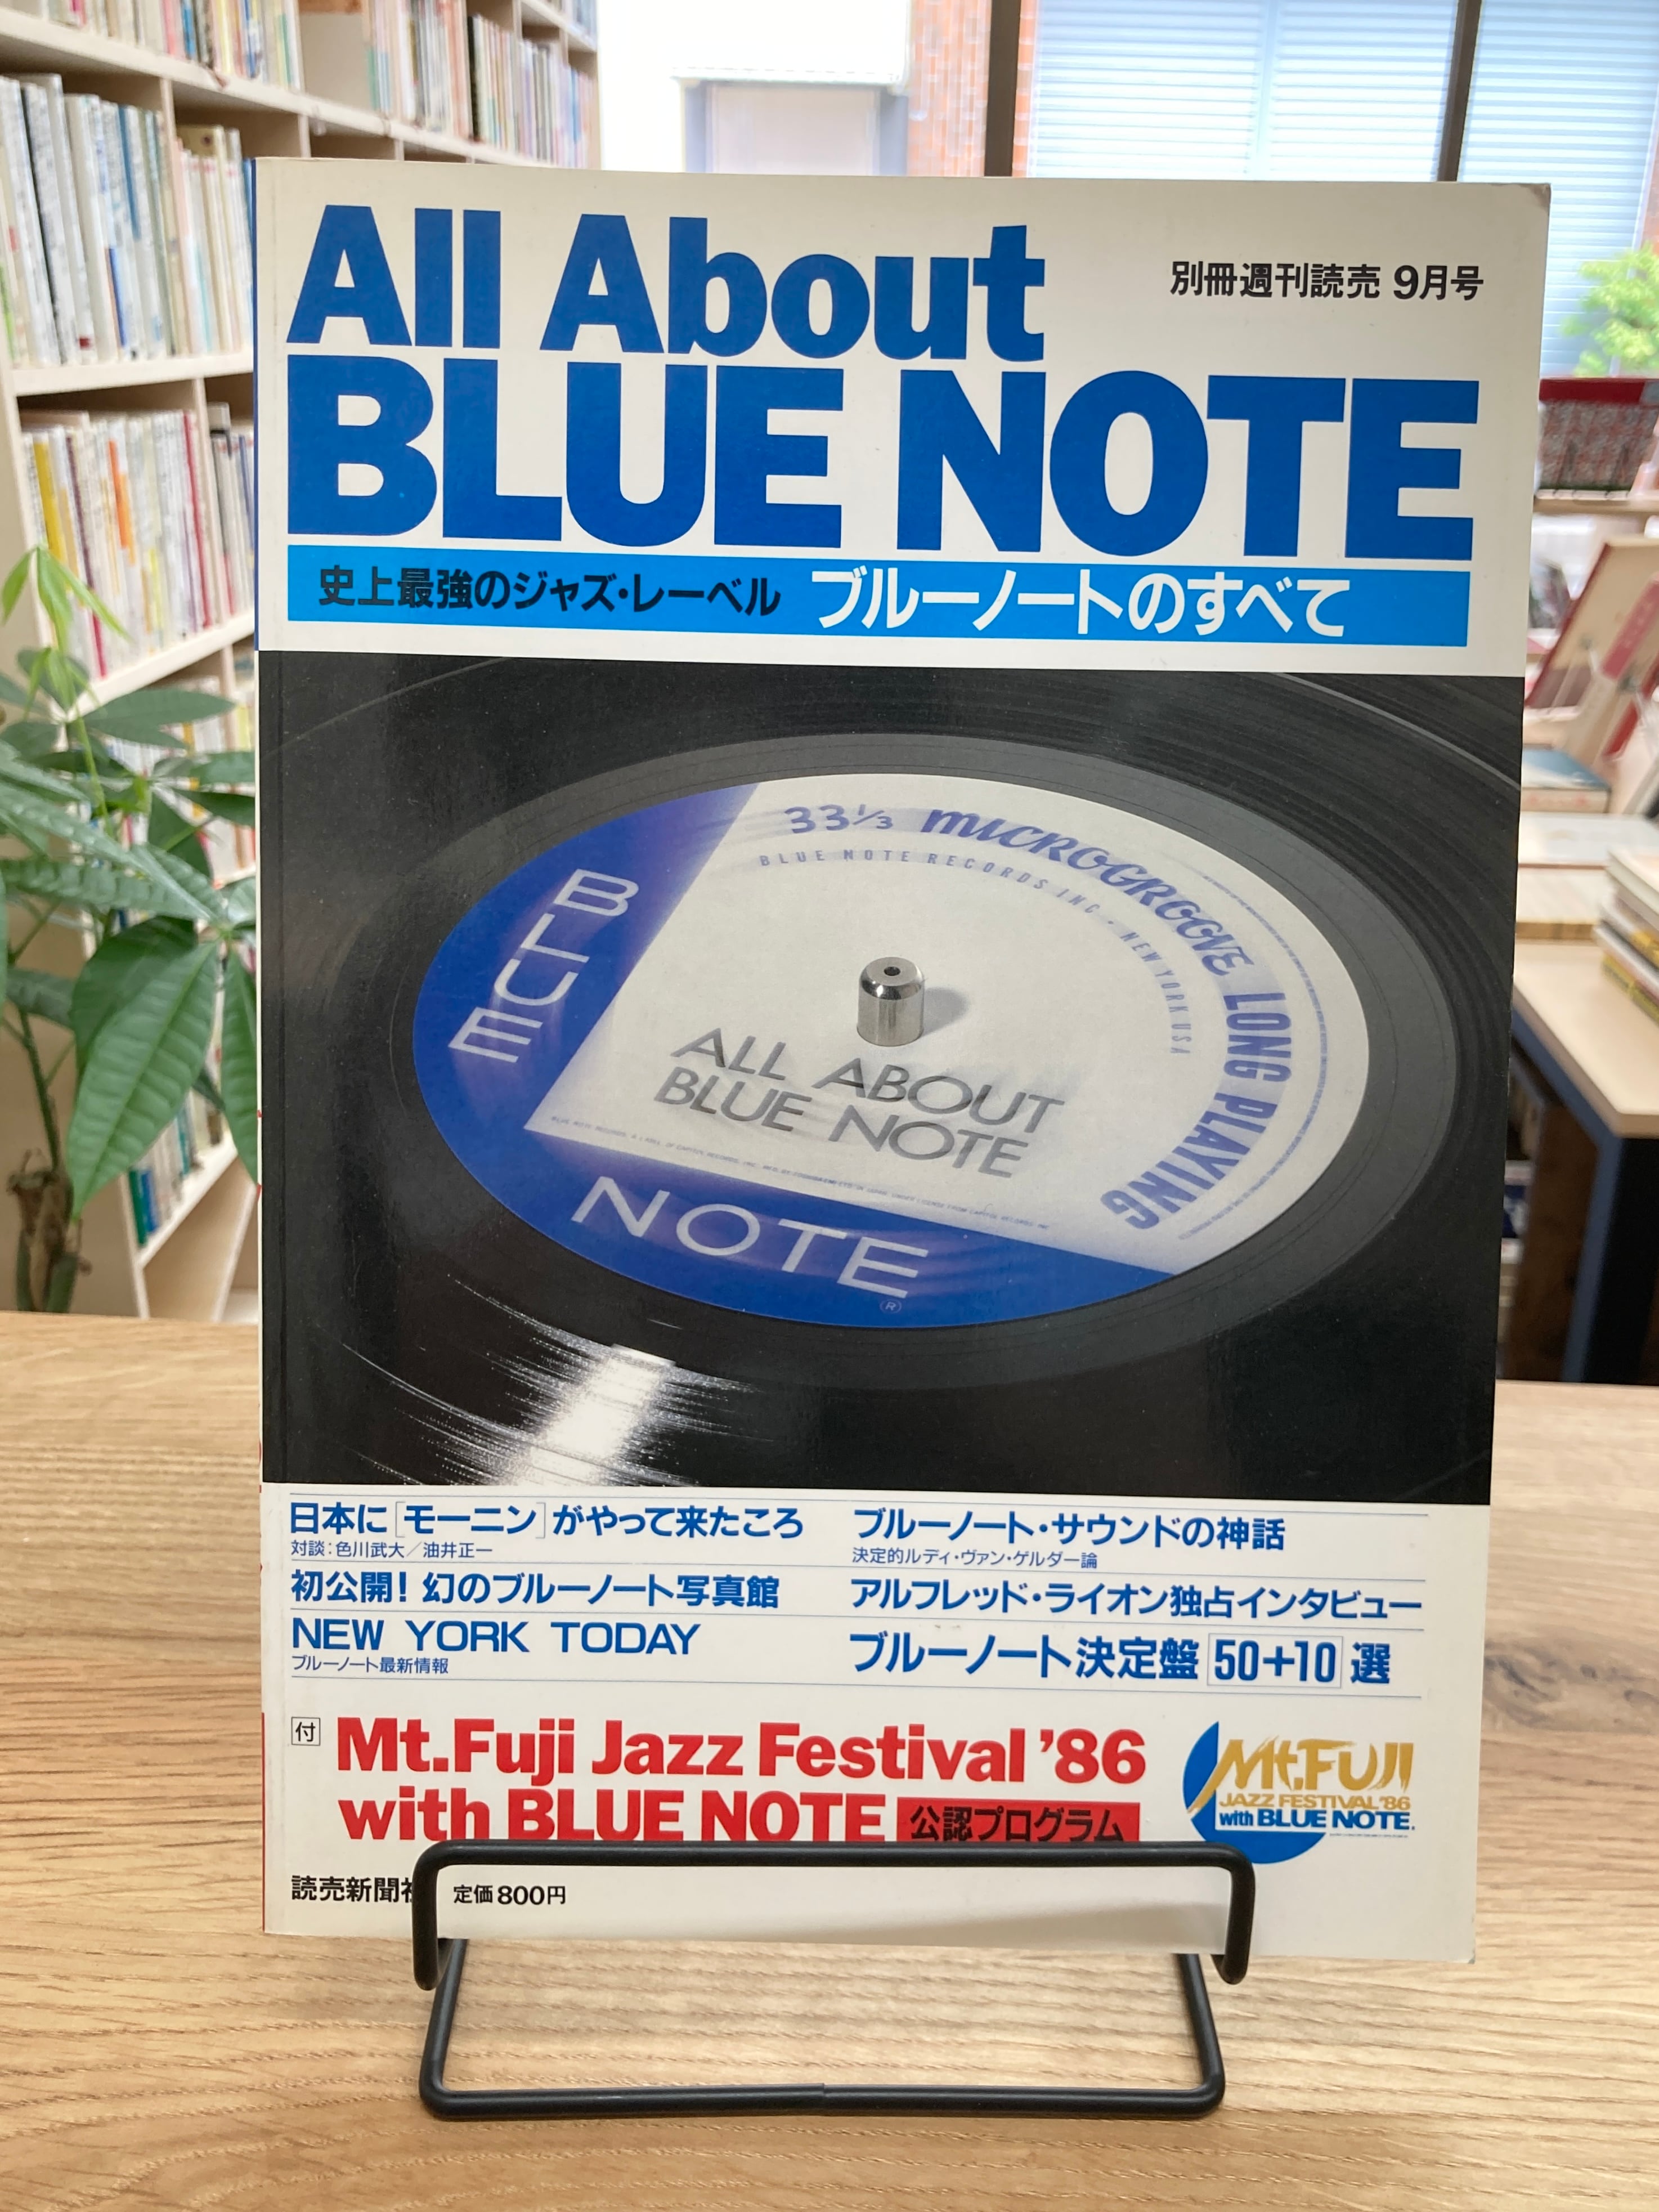 All About
別冊週刊読売 9月号
BLUE NOTE
史上最強のジャズ・レーベル ブルーノートのすべて
33⅓ MICROGROOVE LONG PLAYING
BLUE NOTE RECORDS INC · NEW YORK USA
BLUE
ALL ABOUT
BLUE NOTE
NOTE
®
日本に[モーニン]がやって来たころ
対談:色川武大/油井正一
初公開!幻のブルーノート写真館
NEW YORK TODAY
ブルーノート最新情報
ブルーノート・サウンドの神話
決定的ルディ・ヴァン・ゲルダー論
アルフレッド・ライオン独占インタビュー
ブルーノート決定盤 50+10 選
付 Mt.Fuji Jazz Festival '86
with BLUE NOTE 公認プログラム
Mt.FUJI
JAZZ FESTIVAL '86
with BLUE NOTE.
読売新聞社 定価800円